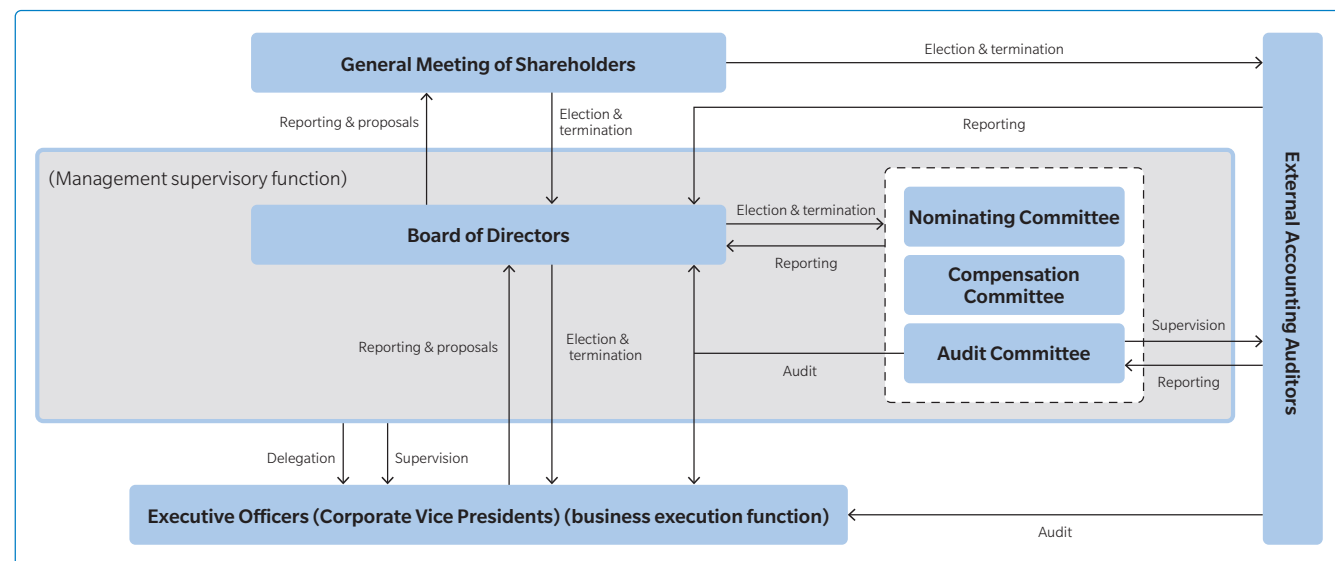 General Meeting of Shareholders
Election & termination
Reporting & proposals
Election &
termination
Reporting
(Management supervisory function)
Board of Directors
Election & termination
Reporting
Nominating Committee
Compensation
Committee
Audit Committee
Supervision
Reporting
External Accounting Auditors
Reporting & proposals
Election &
termination
Audit
Delegation
Supervision
Executive Officers (Corporate Vice Presidents) (business execution function)
Audit